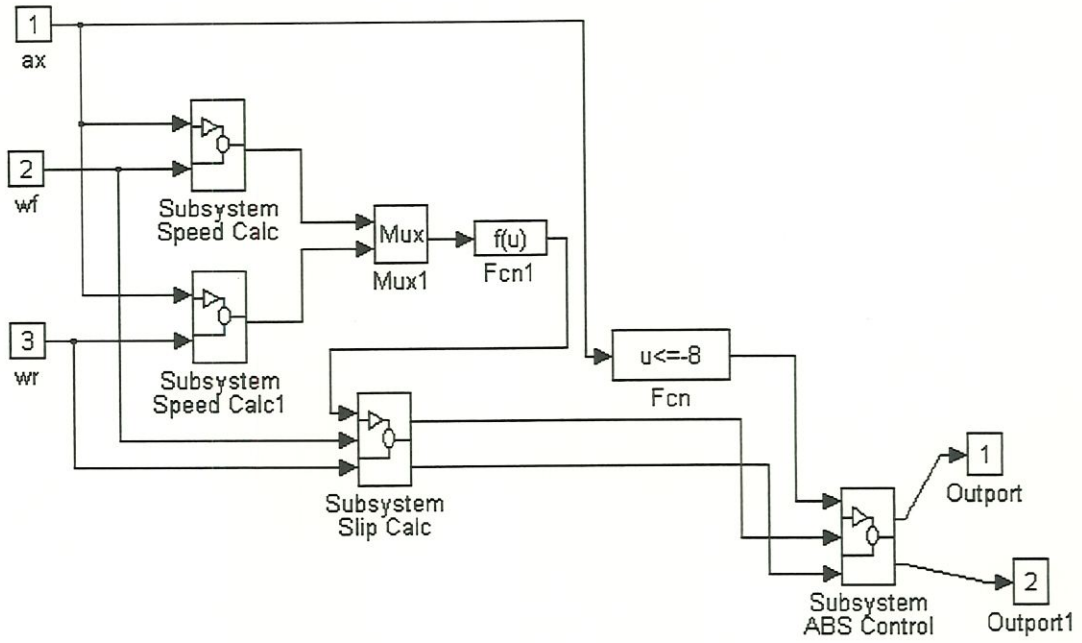 1
ax
2
wf
Subsystem
Speed Calc
Mux
Mux1
f(u)
Fcn1
3
wr
Subsystem
Speed Calc1
u<=-8
Fcn
Subsystem
Slip Calc
1
Outport
2
Outport1
Subsystem
ABS Control